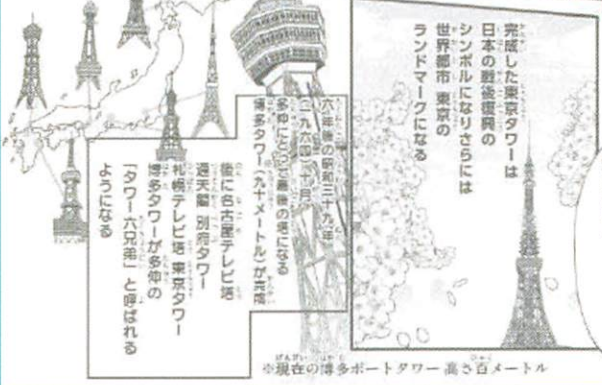 完成した東京タワーは
日本の戦後復興の
シンボルになりさらには
世界都市 東京の
ランドマークになる
六年後の昭和三十九年
(一九六四)十月
多仲にとって最後の塔になる
博多タワー(九十メートル)が完成
後に名古屋テレビ塔
通天閣 別府タワー
札幌テレビ塔 東京タワー
博多タワーが多仲の
「タワー六兄弟」と呼ばれる
ようになる
※現在の博多ポートタワー 高さ百メートル